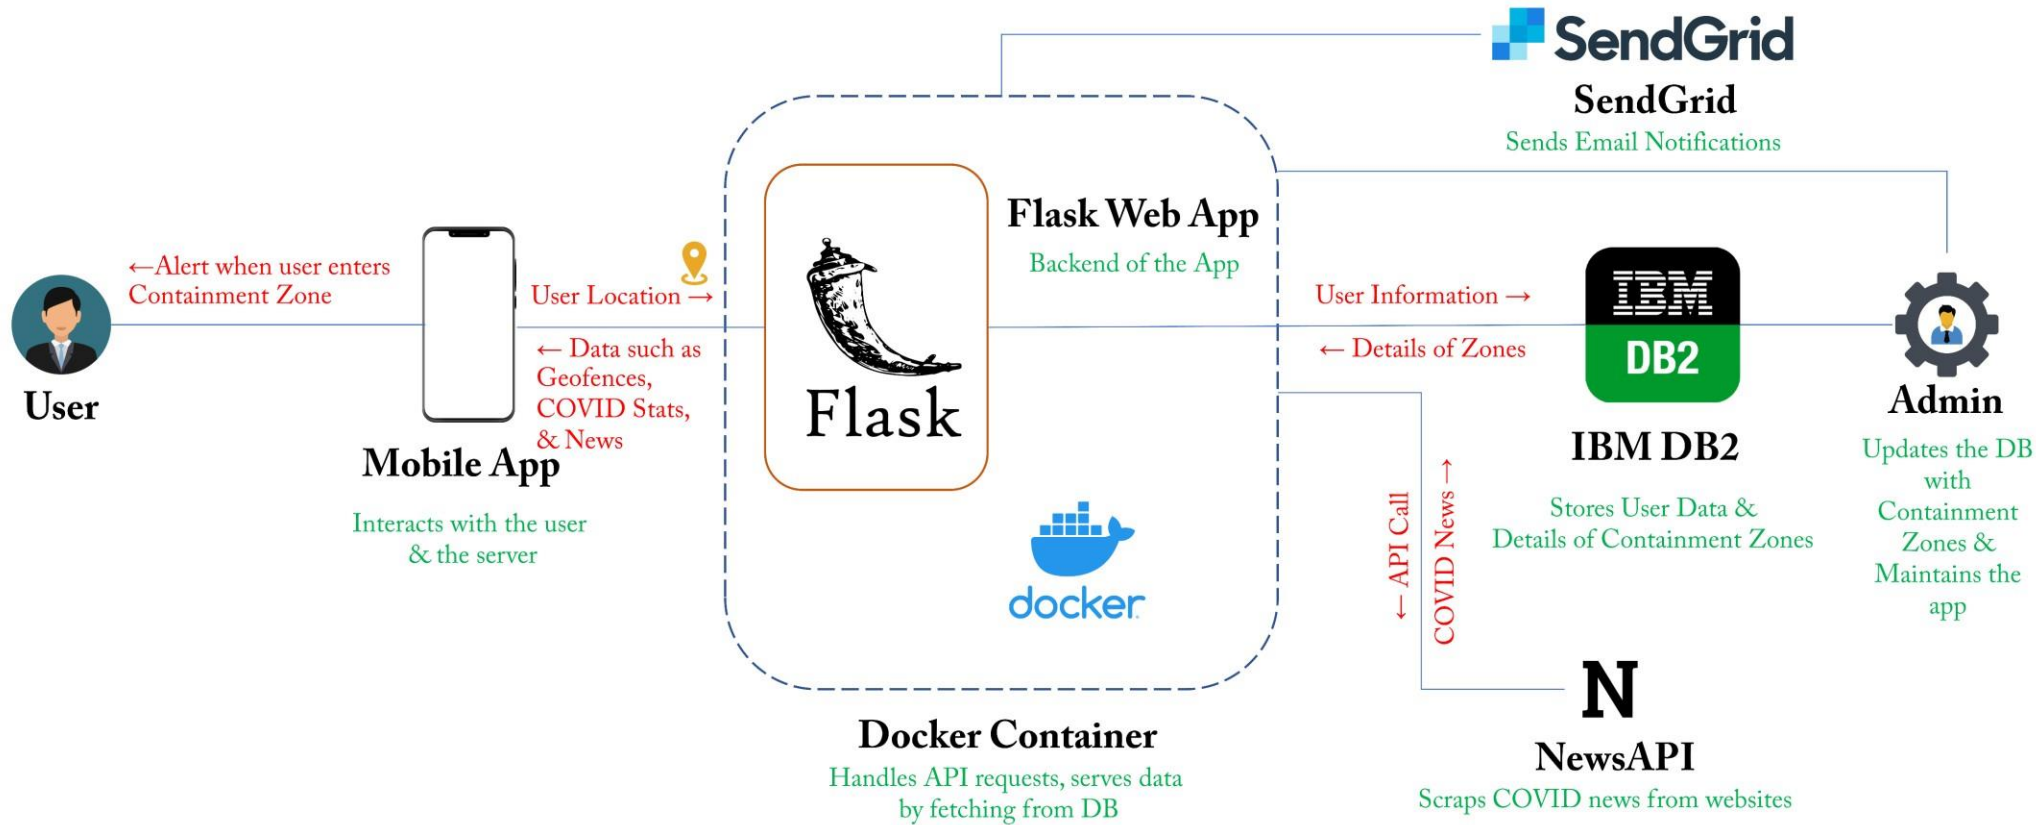 SendGrid
SendGrid
Sends Email Notifications
Flask Web App
Backend of the App
←Alert when user enters
Containment Zone
User
User Location →
← Data such as
Geofences,
COVID Stats,
& News
Mobile App
Interacts with the user
& the server
Flask
docker
Docker Container
Handles API requests, serves data
by fetching from DB
User Information →
← Details of Zones
IBM
DB2
IBM DB2
Stores User Data &
Details of Containment Zones
Admin
Updates the DB
with
Containment
Zones &
Maintains the
app
← API Call
COVID News →
N
NewsAPI
Scraps COVID news from websites